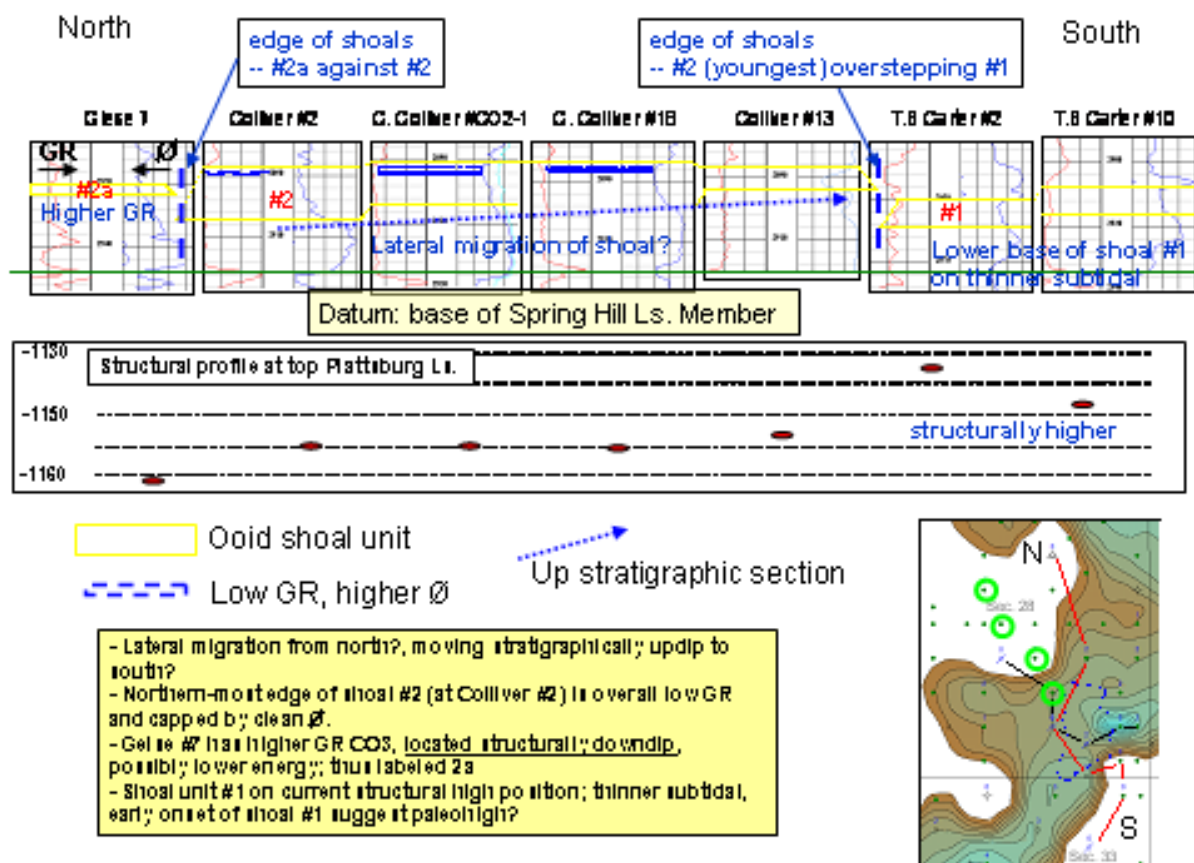 North
South
edge of shoals
-- #2a against #2
edge of shoals
-- #2 (youngest) overstepping #1
Colliver #2
C. Colliver #CO2-1
C. Colliver #16
Colliver #13
T.B Carter #2
T.B Carter #10
GR
Ø
#2a
Higher GR
#2
Lateral migration of shoal?
#1
Lower base of shoal #1
on thinner subtidal
Datum: base of Spring Hill Ls. Member
Structural profile at top Plattsburg Ls.
-1130
-1150
-1160
structurally higher
Ooid shoal unit
Low GR, higher Ø
Up stratigraphic section
- Lateral migration from north?, moving stratigraphically updip to
south?
- Northern-most edge of shoal #2 (at Colliver #2) is overall low GR
and capped by clean Ø.
#7 has higher GR CO3, located structurally downdip,
possibly lower energy; thus labeled 2a
- Shoal unit #1 on current structural high position; thinner subtidal,
early onset of shoal #1 suggest paleohigh?
N
Sec. 28
S
Sec. 33